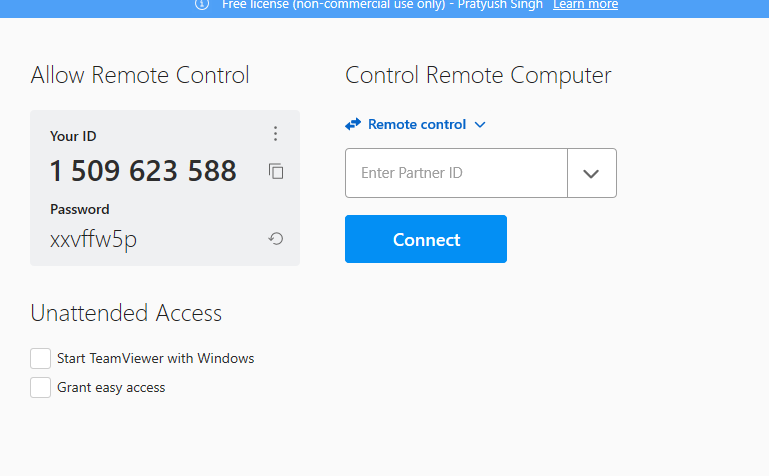 Free license (non-commercial use only) - Pratyush Singh Learn more
Allow Remote Control
Your ID
1 509 623 588
Password
xxvffw5p
Unattended Access
Start TeamViewer with Windows
Grant easy access
Control Remote Computer
Remote control
Enter Partner ID
Connect